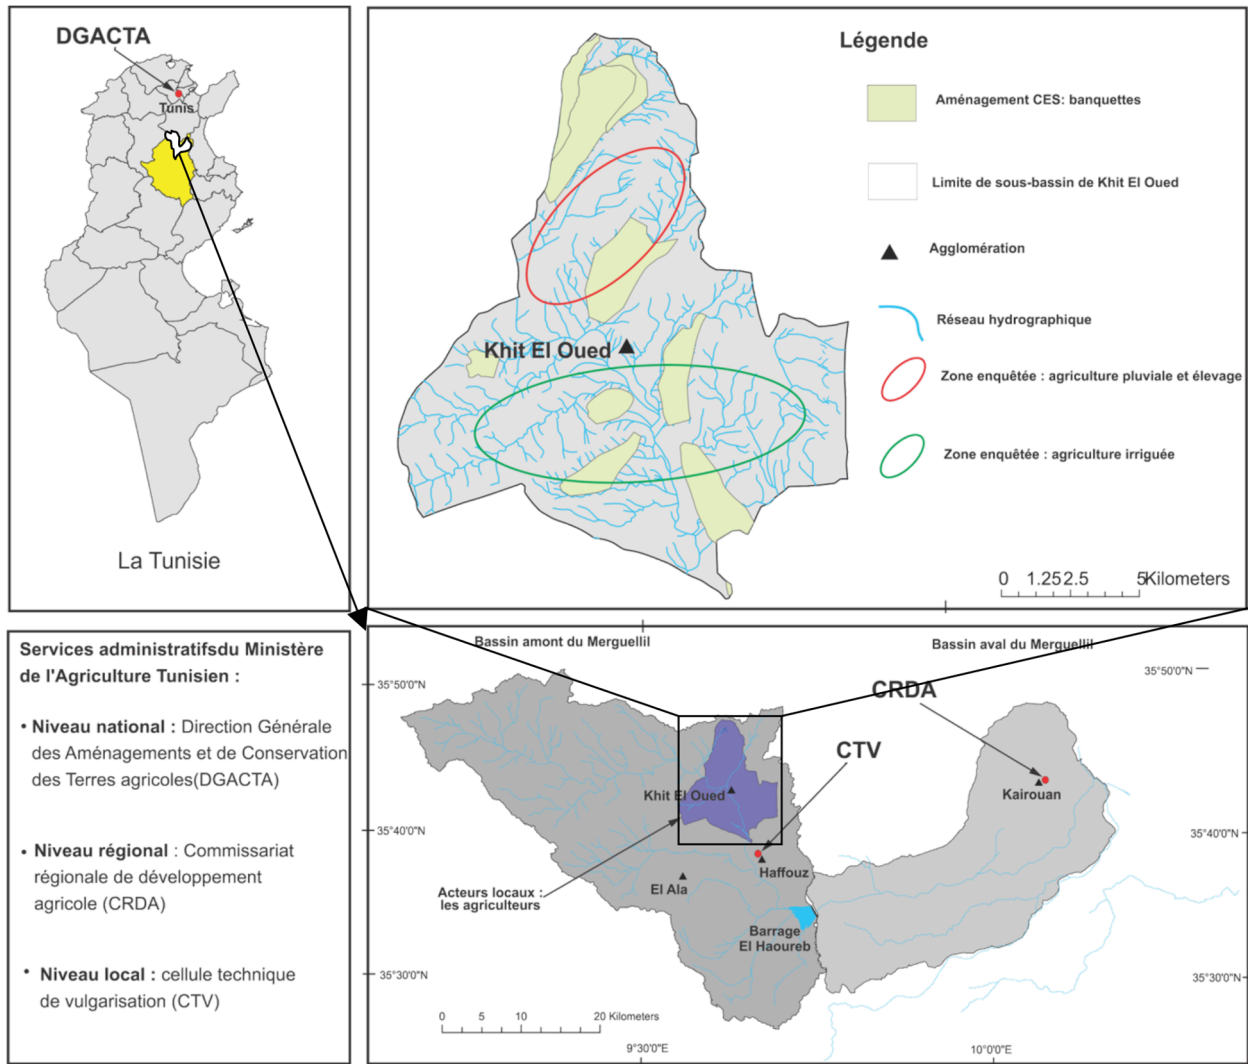 DGACTA
Tunis
La Tunisie
Légende
Aménagement CES: banquettes
Limite de sous-bassin de Khit El Oued
Agglomération
Réseau hydrographique
Zone enquêtée : agriculture pluviale et élevage
Zone enquêtée : agriculture irriguée
Khit El Oued
0 1.25 2.5 5 Kilometers
Services administratifsdu Ministère
de l'Agriculture Tunisien :
• Niveau national : Direction Générale
des Aménagements et de Conservation
des Terres agricoles(DGACTA)
• Niveau régional : Commissariat
régionale de développement
agricole (CRDA)
• Niveau local : cellule technique
de vulgarisation (CTV)
Bassin amont du Merguellil
Bassin aval du Merguellil
35°50'0"N
35°50'0"N
CRDA
CTV
Khit El Oued
Kairouan
35°40'0"N
35°40'0"N
Haffouz
El Ala
Acteurs locaux :
les agriculteurs
Barrage
El Haoureb
35°30'0"N
35°30'0"N
0 5 10 20 Kilometers
9°30'0"E
10°0'0"E